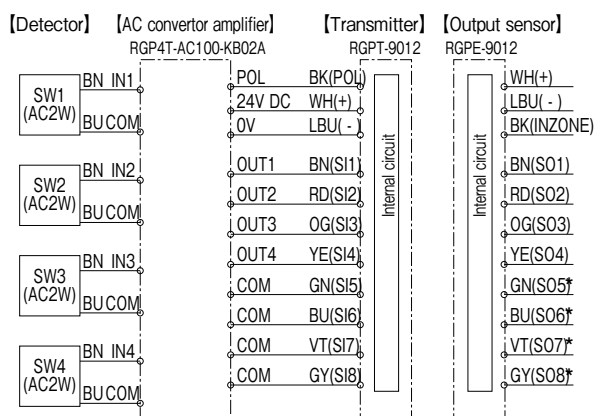 【Detector】 【AC convertor amplifier】 【Transmitter】 【Output sensor】
RGP4T-AC100-KB02A RGPT-9012 RGPE-9012
SW1
(AC2W)
BN IN1
BU COM
SW2
(AC2W)
BN IN2
BU COM
SW3
(AC2W)
BN IN3
BU COM
SW4
(AC2W)
BN IN4
BU COM
POL BK(POL)
24V DC WH(+)
0V LBU( - )
OUT1 BN(SI1)
OUT2 RD(SI2)
OUT3 OG(SI3)
OUT4 YE(SI4)
COM GN(SI5)
COM BU(SI6)
COM VT(SI7)
COM GY(SI8)
Internal circuit
Internal circuit
WH(+)
LBU( - )
BK(INZONE)
BN(SO1)
RD(SO2)
OG(SO3)
YE(SO4)
GN(SO5)*
BU(SO6)*
VT(SO7)*
GY(SO8)*